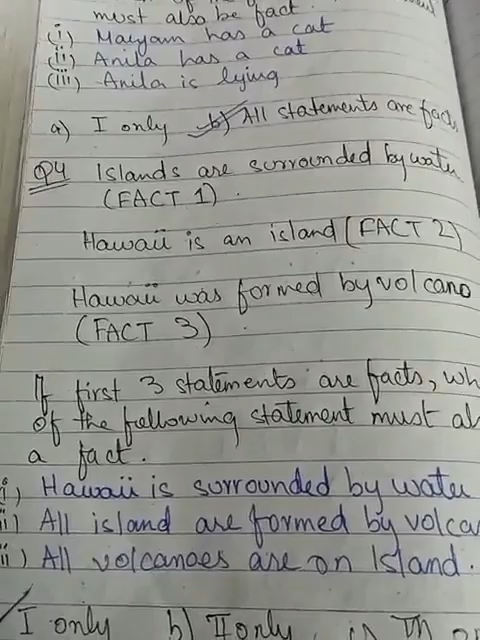 must also be fact.
(i) Maryam has a cat
(ii) Anila has a cat
(iii) Anila is lying
a) I only b) All statements are fact
Q4 Islands are surrounded by water
(FACT 1).
Hawaii is an island (FACT 2)
Hawaii was formed by volcano
(FACT 3)
If first 3 statements are facts, wh
of the following statement must al
a fact.
i) Hawaii is surrounded by water
ii) All island are formed by volca
ii) All volcanoes are on Island.
I only b) II only